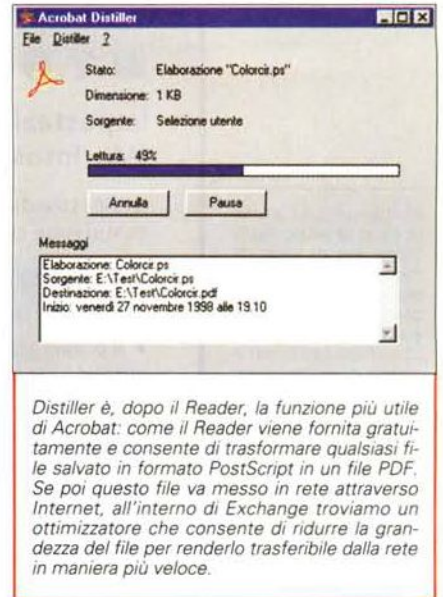 Acrobat Distiller
File Distiller ?
Stato: Elaborazione "Colorcir.ps"
Dimensione: 1 KB
Sorgente: Selezione utente
Lettura: 49%
Annulla Pausa
Messaggi
Elaborazione: Colorcir.ps
Sorgente: E:\Test\Colorcir.ps
Destinazione: E:\Test\Colorcir.pdf
Inizio: venerdì 27 novembre 1998 alle 19.10
Distiller è, dopo il Reader, la funzione più utile
di Acrobat: come il Reader viene fornita gratui-
tamente e consente di trasformare qualsiasi fi-
le salvato in formato PostScript in un file PDF.
Se poi questo file va messo in rete attraverso
Internet, all'interno di Exchange troviamo un
ottimizzatore che consente di ridurre la gran-
dezza del file per renderlo trasferibile dalla rete
in maniera più veloce.